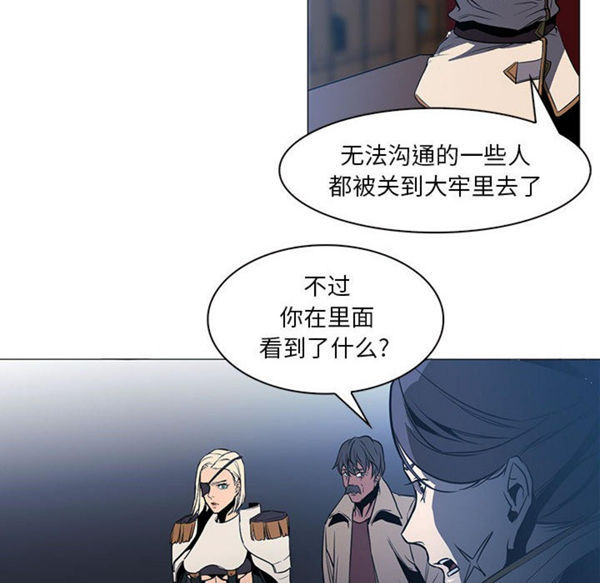 无法沟通的一些人
都被关到大牢里去了
不过
你在里面
看到了什么?